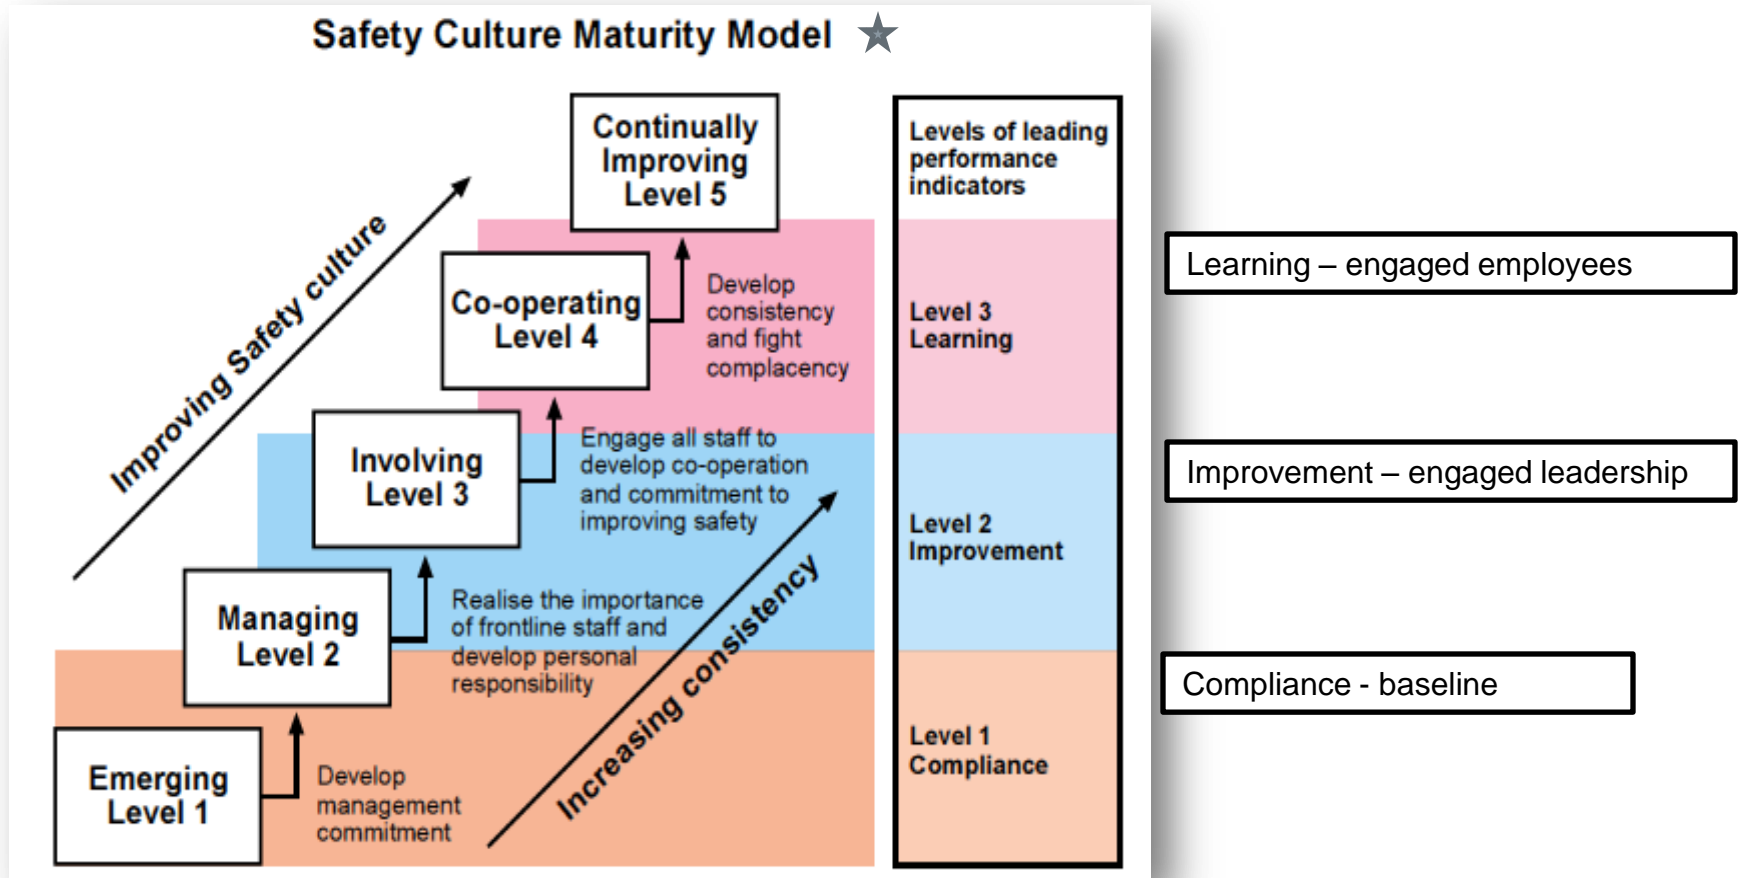 Safety Culture Maturity Model
Continually
Improving
Level 5
Levels of leading
performance
indicators
Improving Safety culture
Co-operating
Level 4
Develop
consistency
and fight
complacency
Level 3
Learning
Learning – engaged employees
Involving
Level 3
Engage all staff to
develop co-operation
and commitment to
improving safety
Level 2
Improvement
Improvement – engaged leadership
Managing
Level 2
Realise the importance
of frontline staff and
develop personal
responsibility
Increasing consistency
Compliance - baseline
Emerging
Level 1
Develop
management
commitment
Level 1
Compliance